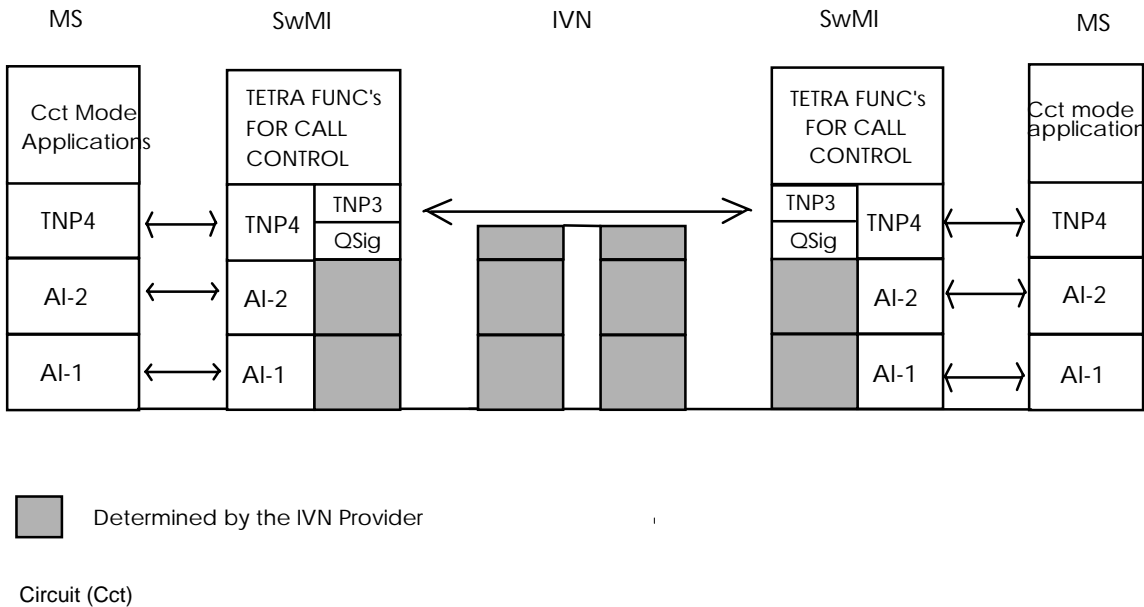 MS SwMI IVN SwMI MS
Cct Mode
Applications
TETRA FUNC's
FOR CALL
CONTROL
TETRA FUNC's
FOR CALL
CONTROL
Cct mode
application
TNP4 TNP4 TNP3 TNP3 TNP4 TNP4
QSig QSig
AI-2 AI-2 AI-2 AI-2
AI-1 AI-1 AI-1 AI-1
Determined by the IVN Provider
Circuit (Cct)